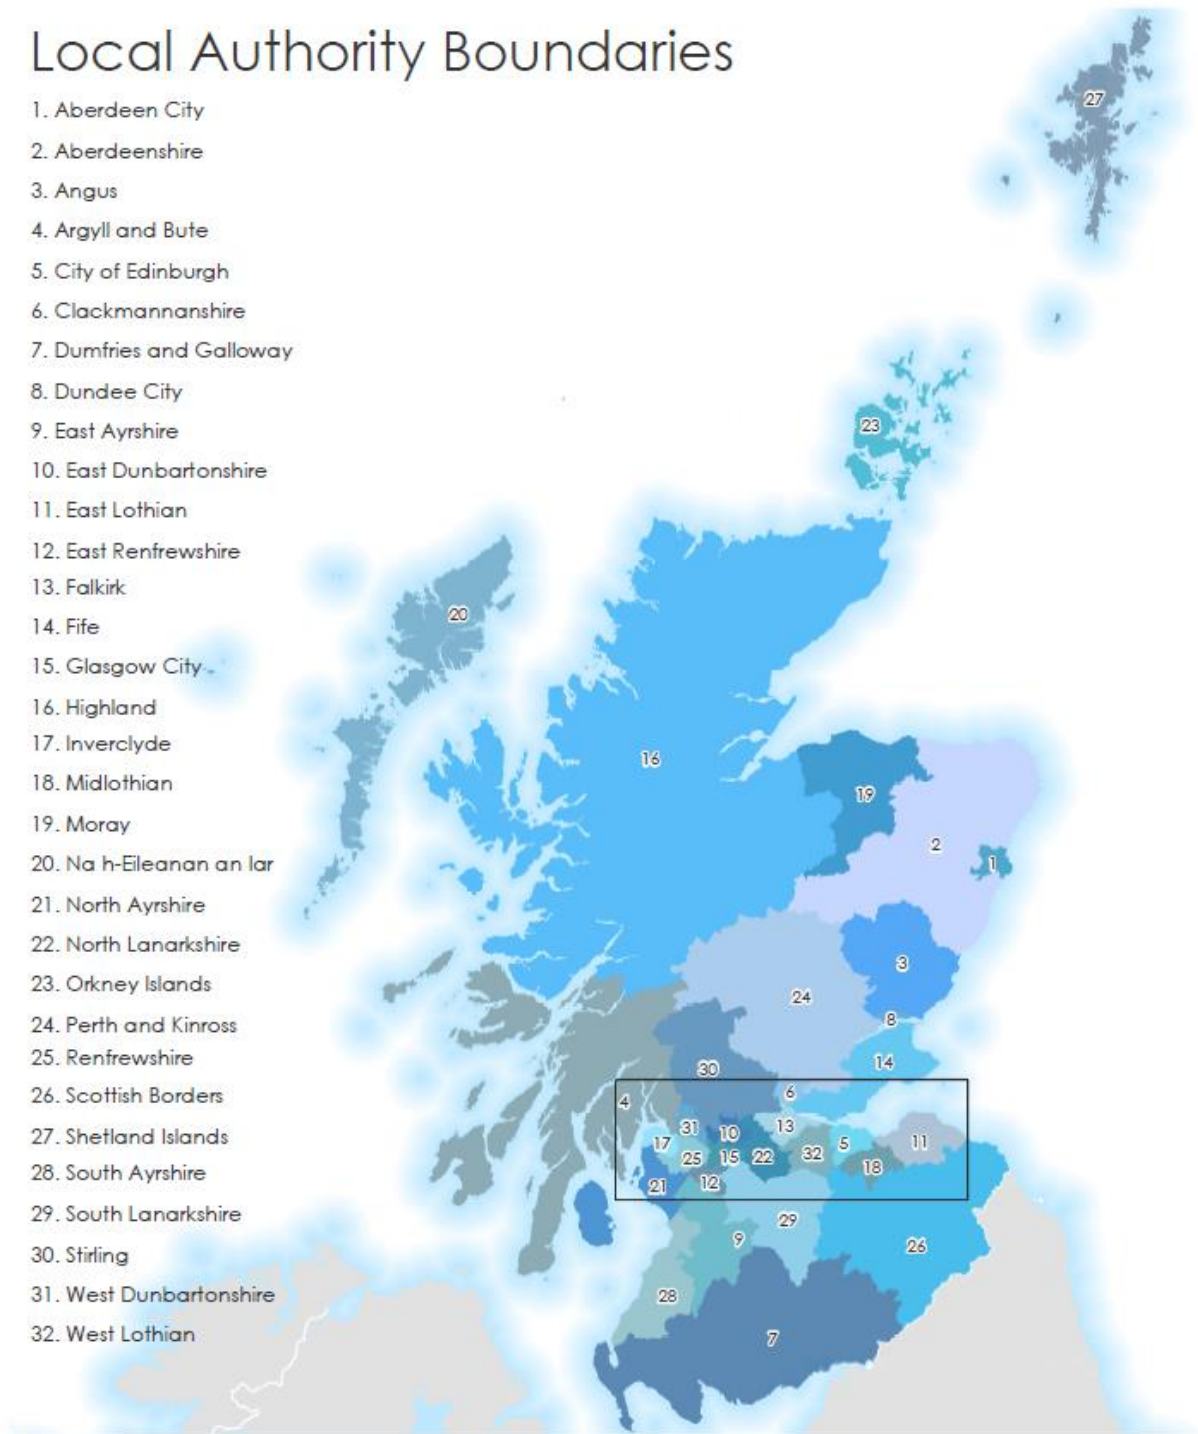 Local Authority Boundaries
1. Aberdeen City
2. Aberdeenshire
3. Angus
4. Argyll and Bute
5. City of Edinburgh
6. Clackmannanshire
7. Dumfries and Galloway
8. Dundee City
9. East Ayrshire
10. East Dunbartonshire
11. East Lothian
12. East Renfrewshire
13. Falkirk
14. Fife
15. Glasgow City
16. Highland
17. Inverclyde
18. Midlothian
19. Moray
20. Na h-Eileanan an Iar
21. North Ayrshire
22. North Lanarkshire
23. Orkney Islands
24. Perth and Kinross
25. Renfrewshire
26. Scottish Borders
27. Shetland Islands
28. South Ayrshire
29. South Lanarkshire
30. Stirling
31. West Dunbartonshire
32. West Lothian
27
23
20
16
19
2
1
3
24
8
14
30
6
4
31
10
13
17
5
11
25
15
22
32
18
21
12
29
9
26
28
7